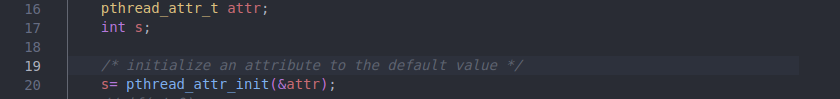 16 pthread_attr_t attr;
17 int s;
18
19 /* initialize an attribute to the default value */
20 s= pthread_attr_init(&attr);